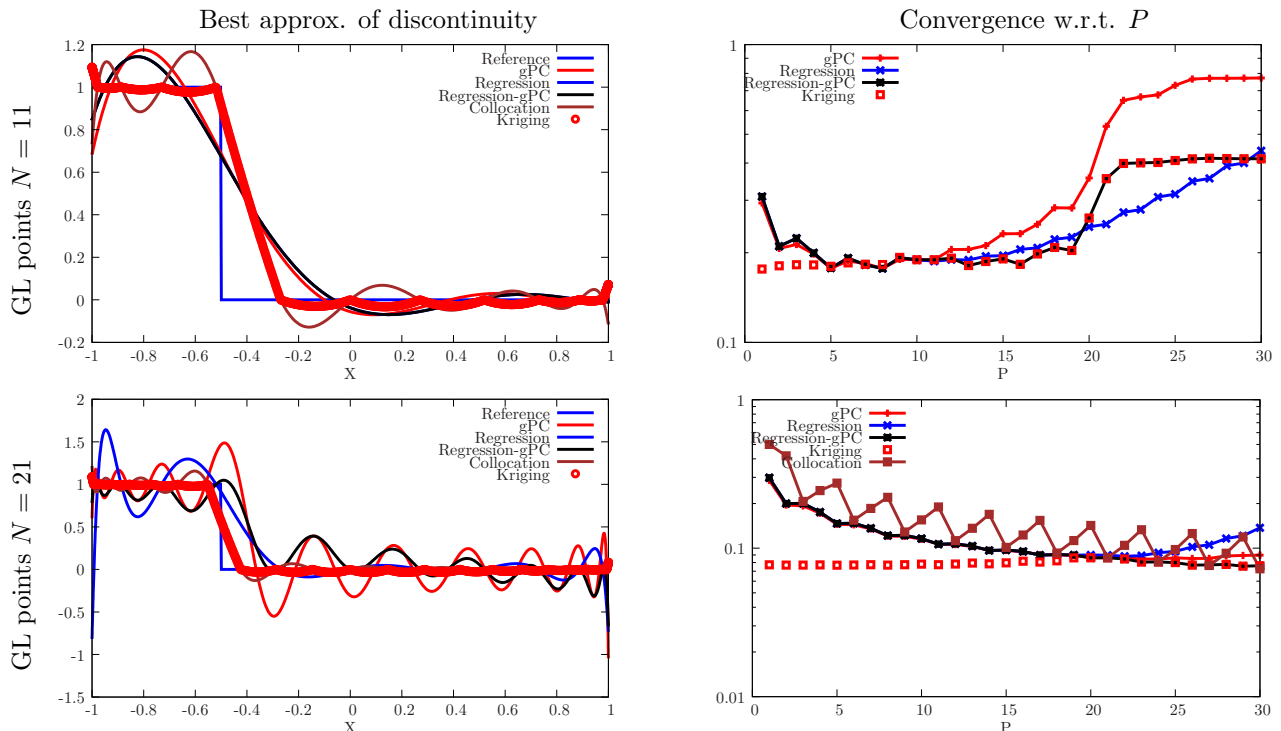 Best approx. of discontinuity
Convergence w.r.t. P
GL points N = 11
1.2
1
0.8
0.6
0.4
0.2
0
-0.2
-1
-0.8
-0.6
-0.4
-0.2
0
0.2
0.4
0.6
0.8
1
X
Reference
gPC
Regression
Regression-gPC
Collocation
Kriging
1
0.1
0
5
10
15
20
25
30
P
gPC
Regression
Regression-gPC
Kriging
GL points N = 21
2
1.5
1
0.5
0
-0.5
-1
-1.5
-1
-0.8
-0.6
-0.4
-0.2
0
0.2
0.4
0.6
0.8
1
X
Reference
gPC
Regression
Regression-gPC
Collocation
Kriging
1
0.1
0.01
0
5
10
15
20
25
30
P
gPC
Regression
Regression-gPC
Kriging
Collocation